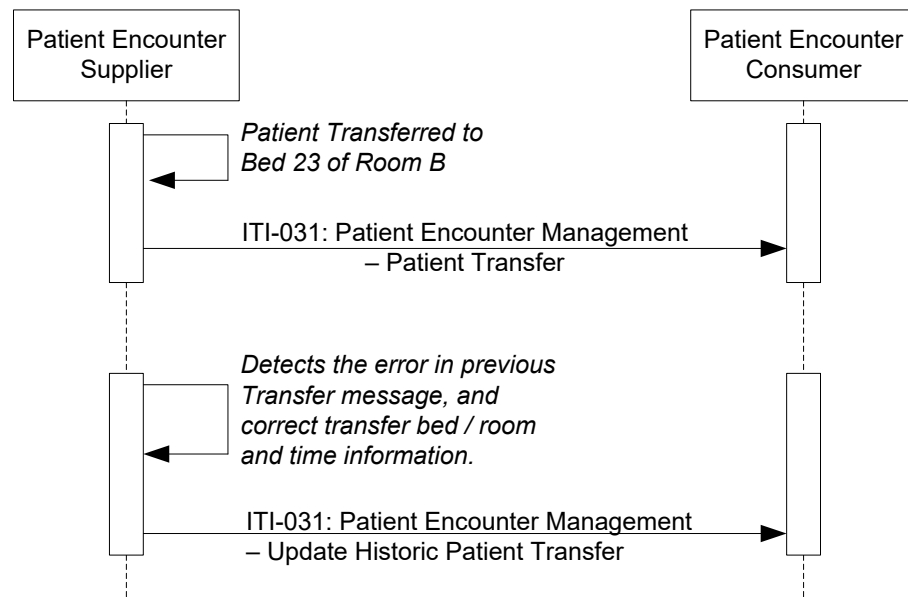 Patient Encounter
Supplier
Patient Encounter
Consumer
Patient Transferred to
Bed 23 of Room B
ITI-031: Patient Encounter Management
– Patient Transfer
Detects the error in previous
Transfer message, and
correct transfer bed / room
and time information.
ITI-031: Patient Encounter Management
– Update Historic Patient Transfer